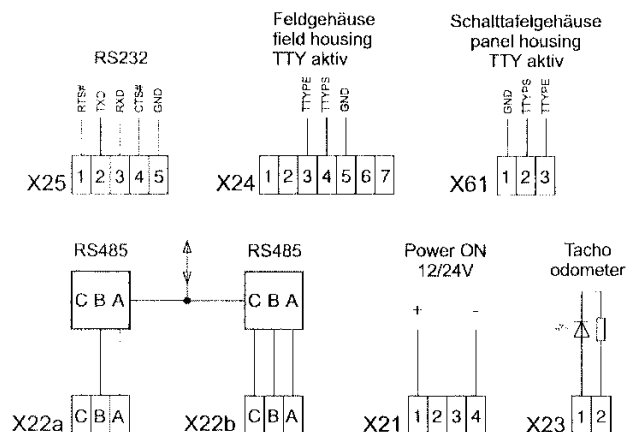 RS232
RTS#
TXD
RXD
CTS#
GND
X25 1 2 3 4 5
Feldgehäuse
field housing
TTY aktiv
TTYPE
TTYPS
GND
X24 1 2 3 4 5 6 7
Schalttafelgehäuse
panel housing
TTY aktiv
GND
TTYPS
TTYPE
X61 1 2 3
RS485
C B A
X22a C B A
RS485
C B A
X22b C B A
Power ON
12/24V
+ -
X21 1 2 3 4
Tacho
odometer
X23 1 2